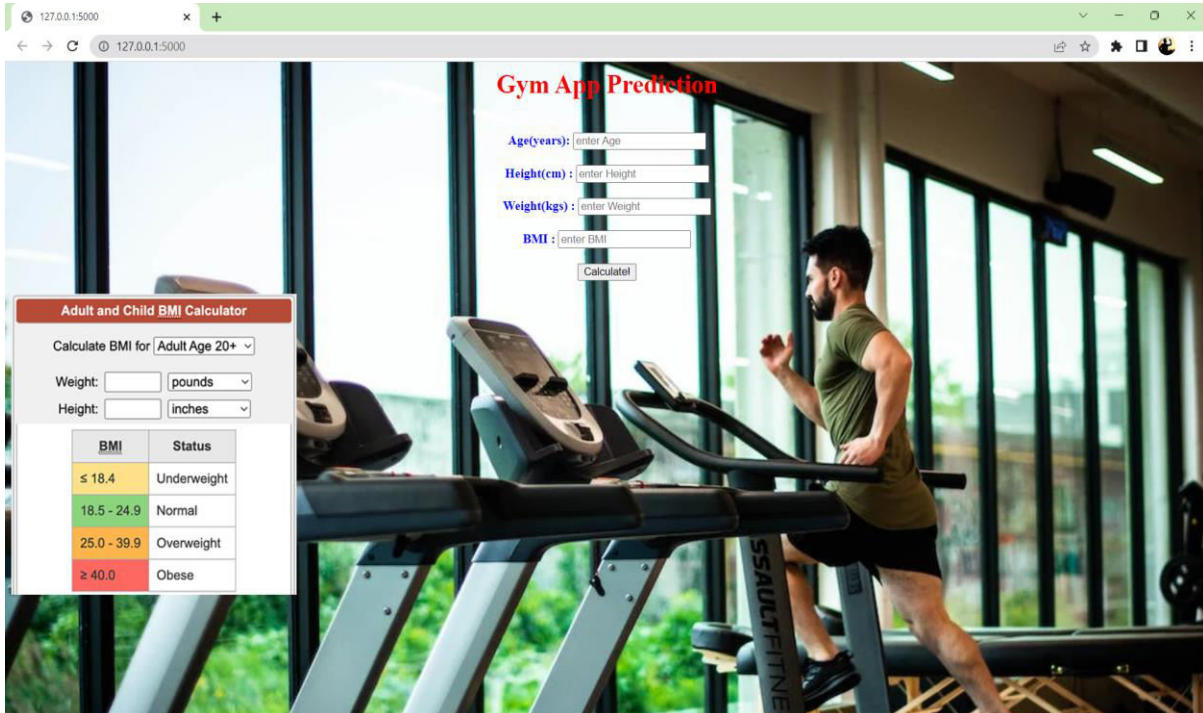 127.0.0.1:5000
127.0.0.1:5000
Gym App Prediction
Age(years): enter Age
Height(cm) : enter Height
Weight(kgs) : enter Weight
BMI : enter BMI
Calculate!
Adult and Child BMI Calculator
Calculate BMI for Adult Age 20+
Weight: pounds
Height: inches
BMI Status
≤ 18.4 Underweight
18.5 - 24.9 Normal
25.0 - 39.9 Overweight
≥ 40.0 Obese
SSAULTFITNE